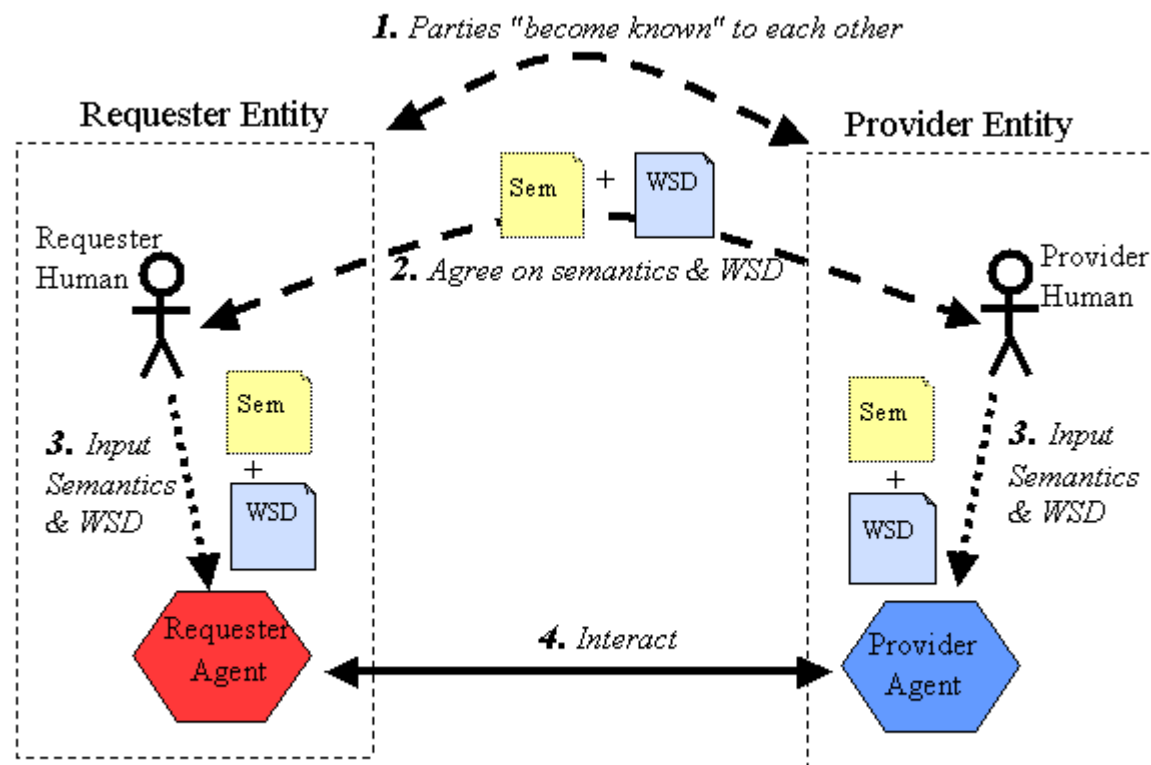 1. Parties "become known" to each other
Requester Entity
Provider Entity
Sem
+
WSD
Requester
Human
2. Agree on semantics & WSD
Provider
Human
Sem
+
WSD
3. Input
Semantics
& WSD
Sem
+
WSD
3. Input
Semantics
& WSD
Requester
Agent
4. Interact
Provider
Agent